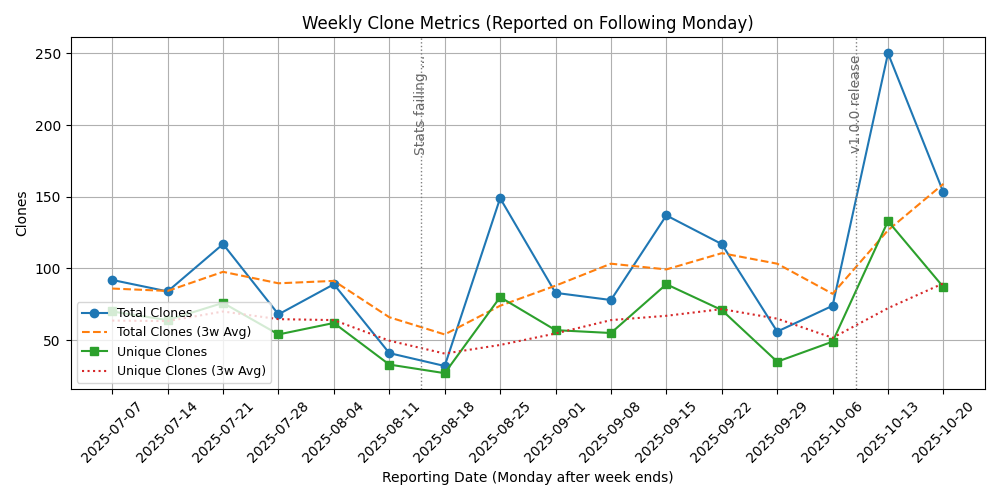 Weekly Clone Metrics (Reported on Following Monday)
Clones
250
200
150
100
50
Stats failing ...
v1.0.0 release
Total Clones
Total Clones (3w Avg)
Unique Clones
Unique Clones (3w Avg)
2025-07-07
2025-07-14
2025-07-21
2025-07-28
2025-08-04
2025-08-11
2025-08-18
2025-08-25
2025-09-01
2025-09-08
2025-09-15
2025-09-22
2025-09-29
2025-10-06
2025-10-13
2025-10-20
Reporting Date (Monday after week ends)